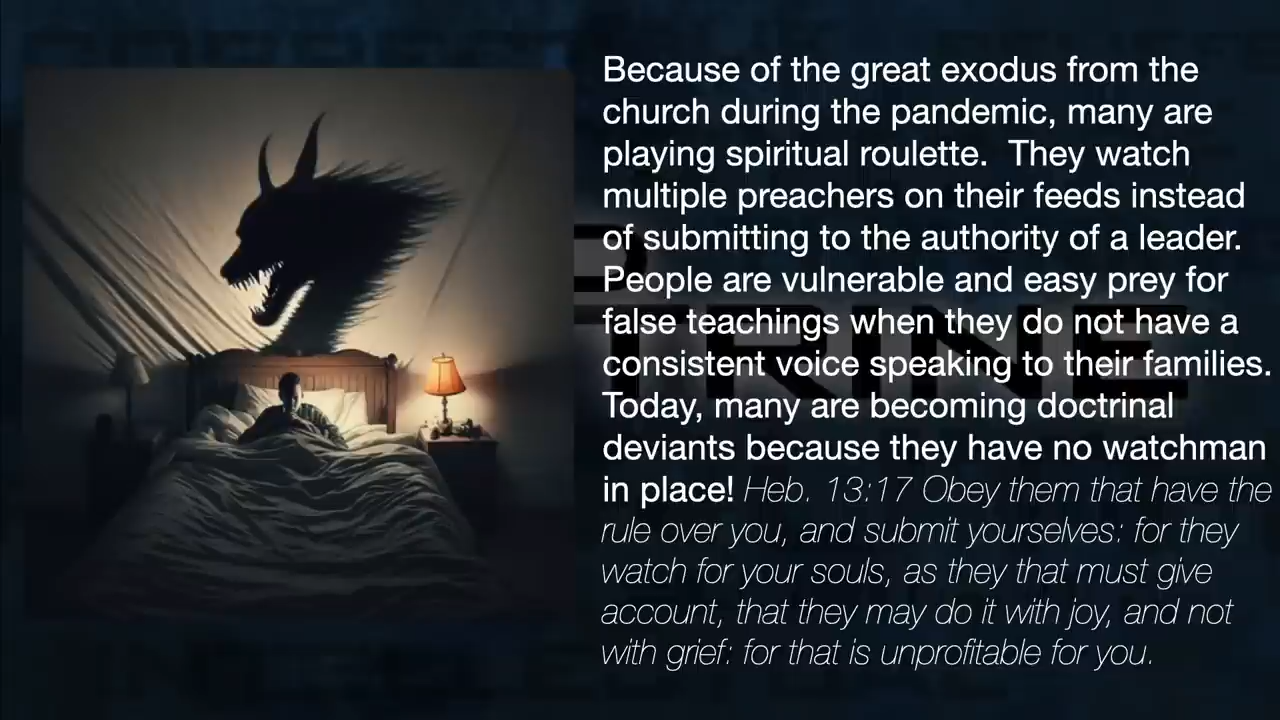 Because of the great exodus from the
church during the pandemic, many are
playing spiritual roulette.  They watch
multiple preachers on their feeds instead
of submitting to the authority of a leader.
People are vulnerable and easy prey for
false teachings when they do not have a
consistent voice speaking to their families.
Today, many are becoming doctrinal
deviants because they have no watchman
in place! Heb. 13:17 Obey them that have the
rule over you, and submit yourselves: for they
watch for your souls, as they that must give
account, that they may do it with joy, and not
with grief: for that is unprofitable for you.